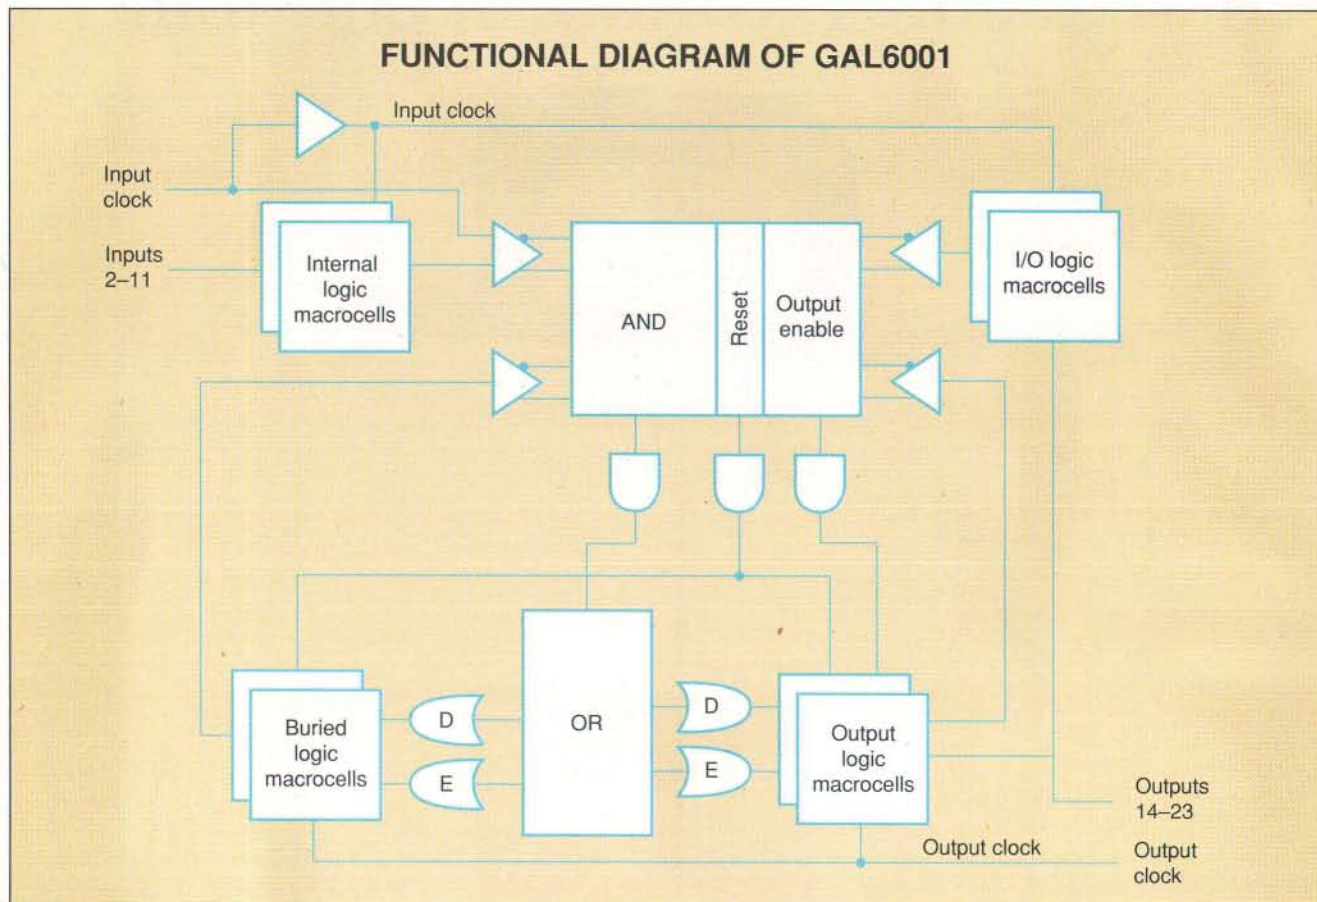 FUNCTIONAL DIAGRAM OF GAL6001
Input clock
Input
clock
Inputs
2–11
Internal
logic
macrocells
AND
Reset
Output
enable
I/O logic
macrocells
Buried
logic
macrocells
D
E
OR
D
E
Output
logic
macrocells
Outputs
14–23
Output clock
Output
clock